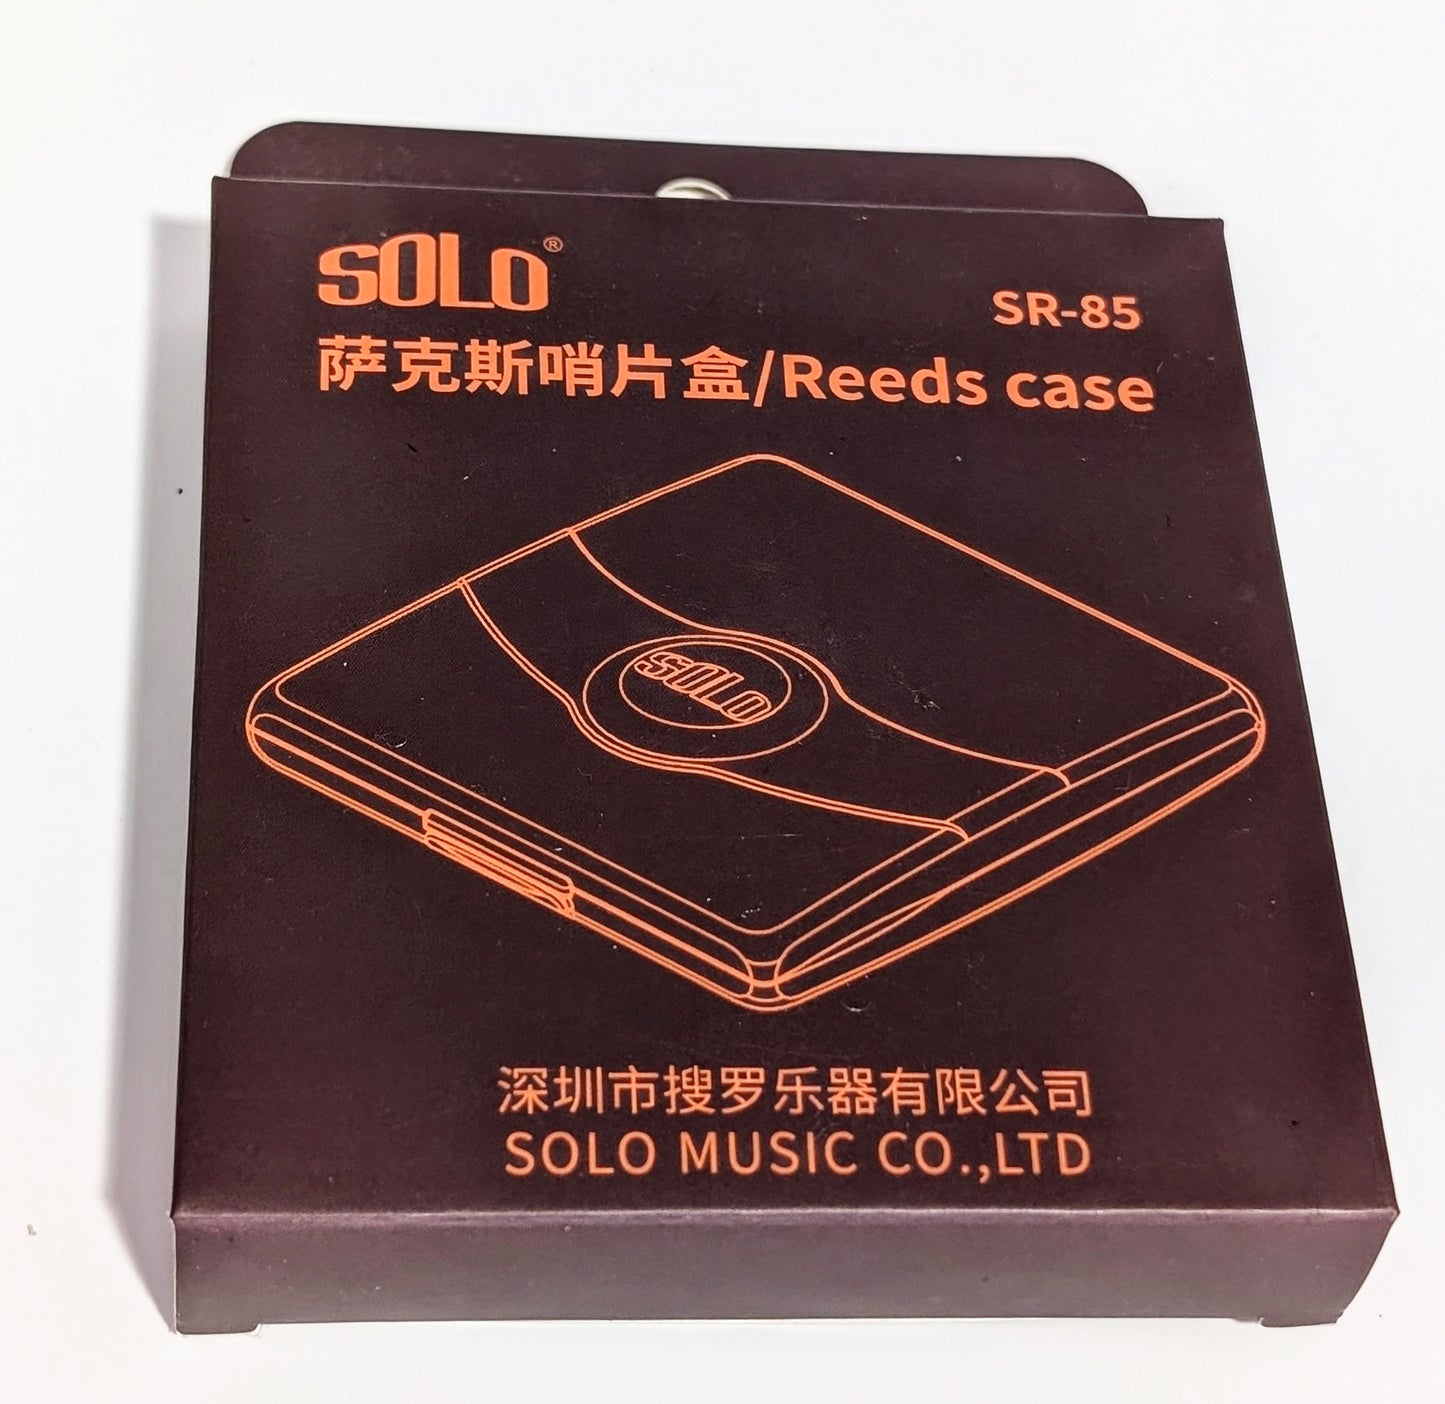 SOLO®
SR-85
萨克斯哨片盒/Reeds case
SOLO
深圳市搜罗乐器有限公司
SOLO MUSIC CO.,LTD